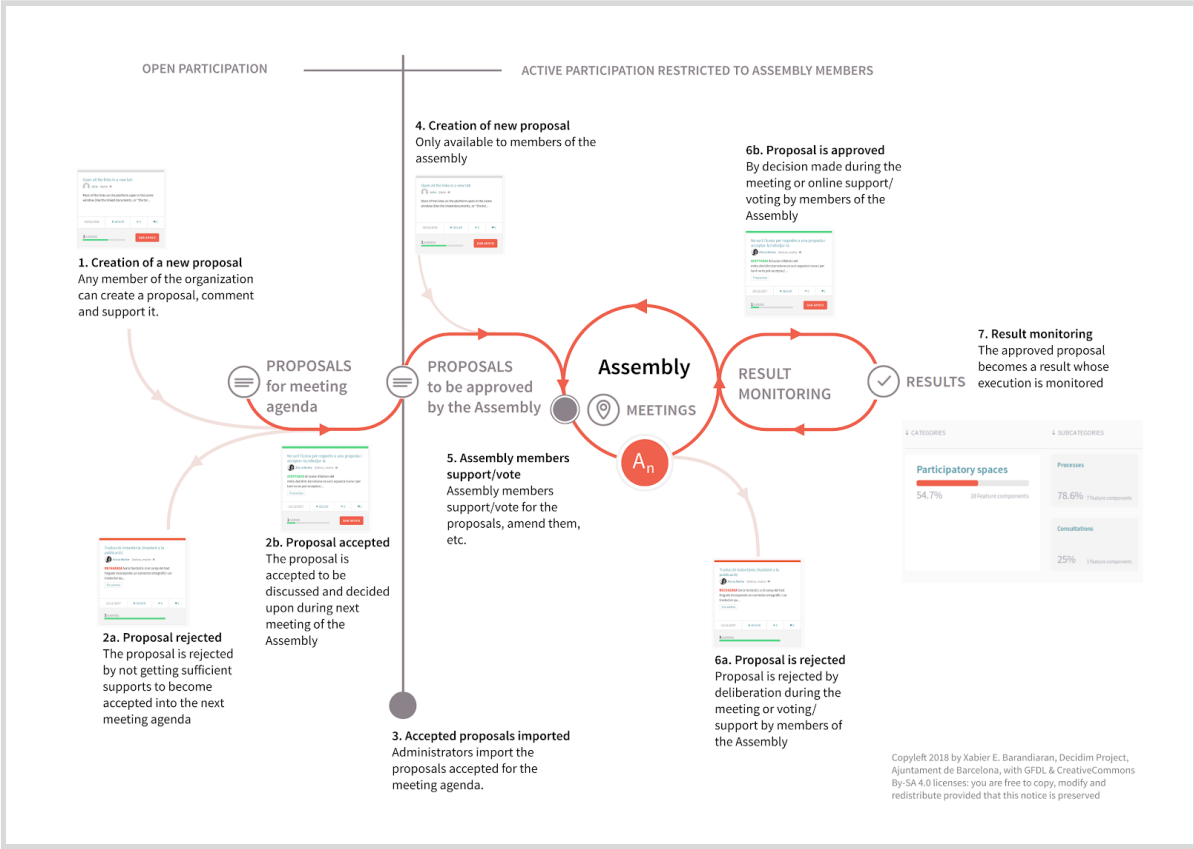 OPEN PARTICIPATION
ACTIVE PARTICIPATION RESTRICTED TO ASSEMBLY MEMBERS
4. Creation of new proposal
Only available to members of the
assembly
6b. Proposal is approved
By decision made during the
meeting or online support/
voting by members of the
Assembly
1. Creation of a new proposal
Any member of the organization
can create a proposal, comment
and support it.
PROPOSALS
for meeting
agenda
PROPOSALS
to be approved
by the Assembly
Assembly
MEETINGS
An
RESULT
MONITORING
RESULTS
7. Result monitoring
The approved proposal
becomes a result whose
execution is monitored
↓ CATEGORIES
↓ SUBCATEGORIES
Participatory spaces
54.7%
Processes
78.6%
7 Feature components
Consultations
25%
5. Assembly members
support/vote
Assembly members
support/vote for the
proposals, amend them,
etc.
2b. Proposal accepted
The proposal is
accepted to be
discussed and decided
upon during next
meeting of the
Assembly
2a. Proposal rejected
The proposal is rejected
by not getting sufficient
supports to become
accepted into the next
meeting agenda
6a. Proposal is rejected
Proposal is rejected by
deliberation during the
meeting or voting/
support by members of
the Assembly
3. Accepted proposals imported
Administrators import the
proposals accepted for the
meeting agenda.
Copyleft 2018 by Xabier E. Barandiaran, Decidim Project,
Ajuntament de Barcelona, with GFDL & CreativeCommons
By-SA 4.0 licenses: you are free to copy, modify and
redistribute provided that this notice is preserved